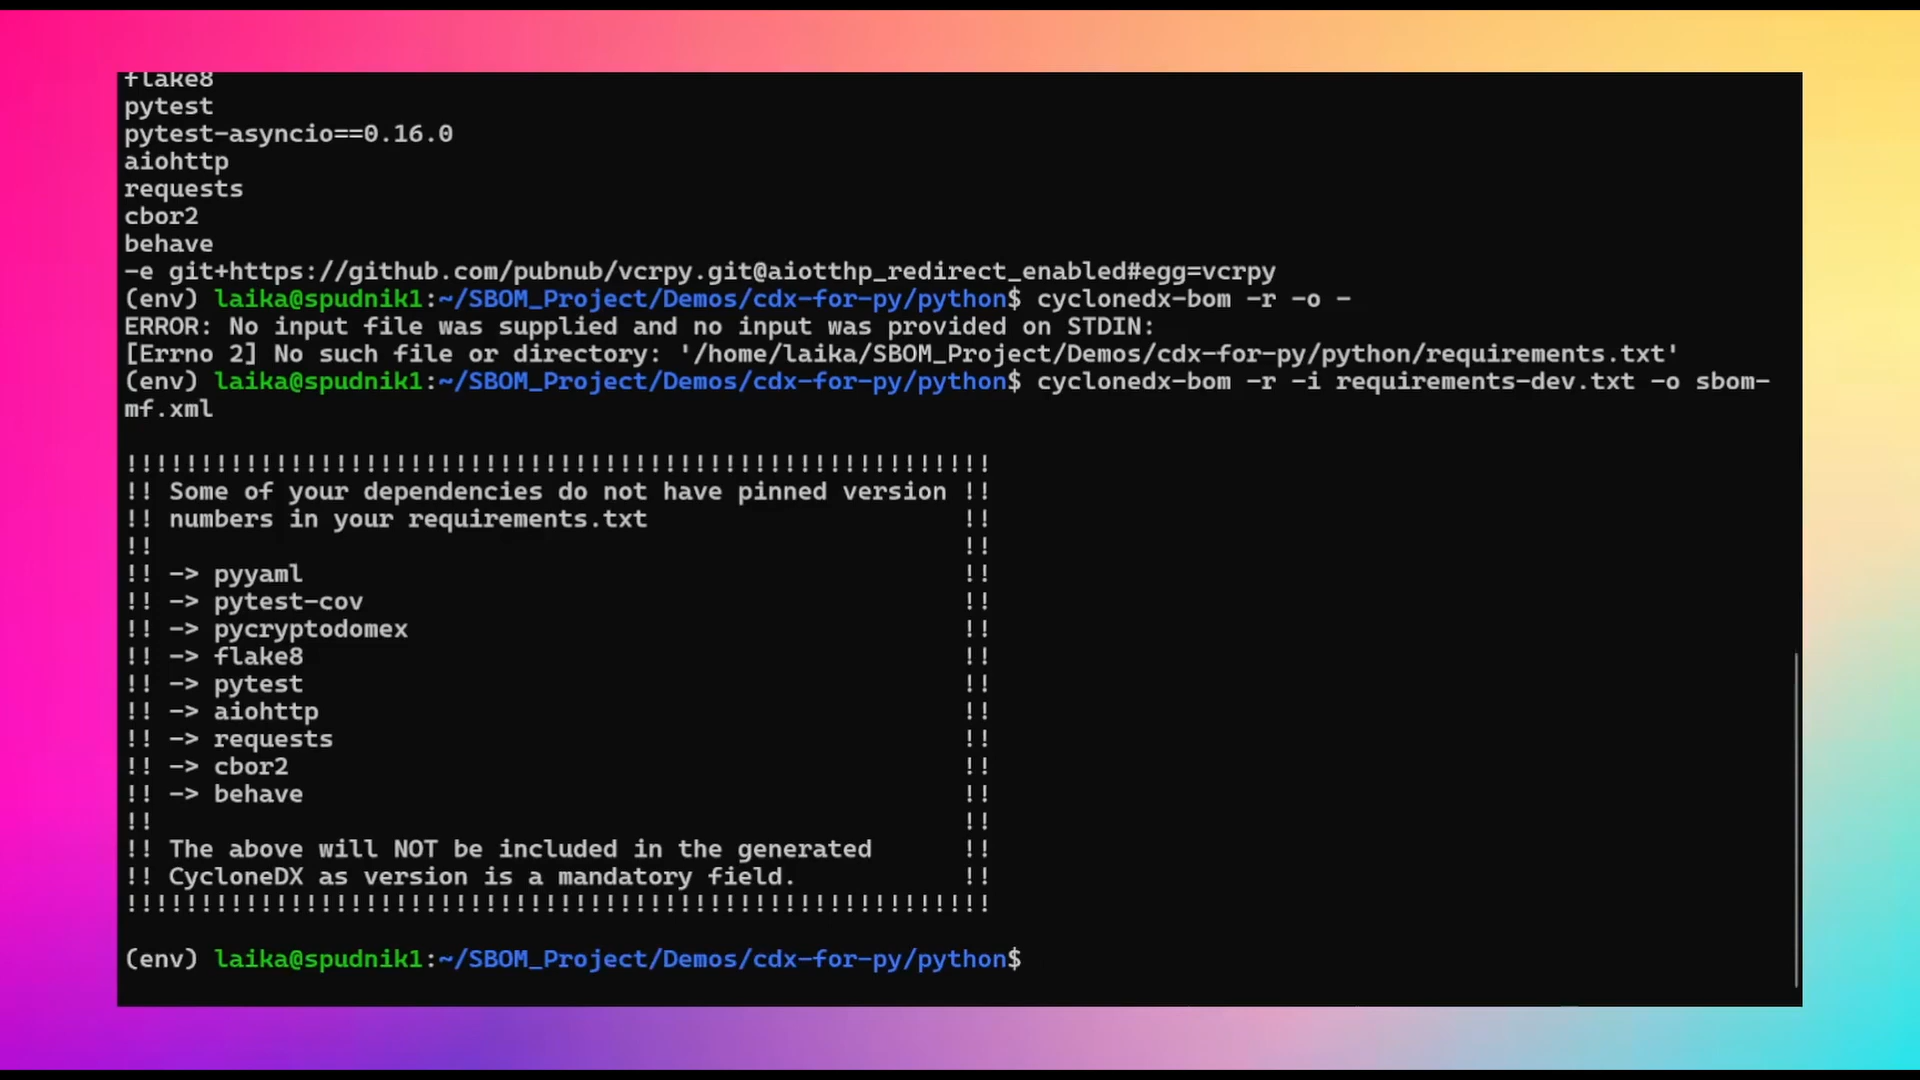 flake8
pytest
pytest-asyncio==0.16.0
aiohttp
requests
cbor2
behave
-e git+https://github.com/pubnub/vcrpy.git@aiotthp_redirect_enabled#egg=vcrpy
(env) laika@spudnik1:~/SBOM_Project/Demos/cdx-for-py/python$ cyclonedx-bom -r -o -
ERROR: No input file was supplied and no input was provided on STDIN:
[Errno 2] No such file or directory: '/home/laika/SBOM_Project/Demos/cdx-for-py/python/requirements.txt'
(env) laika@spudnik1:~/SBOM_Project/Demos/cdx-for-py/python$ cyclonedx-bom -r -i requirements-dev.txt -o sbom-
mf.xml
!!!!!!!!!!!!!!!!!!!!!!!!!!!!!!!!!!!!!!!!!!!!!!!!!!!!!!!!!!
!! Some of your dependencies do not have pinned version !!
!! numbers in your requirements.txt                     !!
!!                                                      !!
!! -> pyyaml                                            !!
!! -> pytest-cov                                        !!
!! -> pycryptodomex                                     !!
!! -> flake8                                            !!
!! -> pytest                                            !!
!! -> aiohttp                                           !!
!! -> requests                                          !!
!! -> cbor2                                             !!
!! -> behave                                            !!
!!                                                      !!
!! The above will NOT be included in the generated      !!
!! CycloneDX as version is a mandatory field.           !!
!!!!!!!!!!!!!!!!!!!!!!!!!!!!!!!!!!!!!!!!!!!!!!!!!!!!!!!!!!
(env) laika@spudnik1:~/SBOM_Project/Demos/cdx-for-py/python$